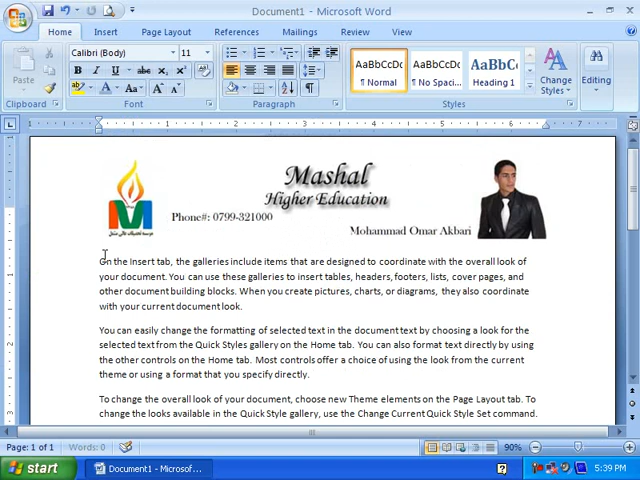 Document1 - Microsoft Word
Home Insert Page Layout References Mailings Review View
Calibri (Body) 11
Paste
AaBbCcDc AaBbCcDc AaBbC
¶ Normal ¶ No Spaci... Heading 1
Change Styles
Editing
Clipboard Font Paragraph Styles
Mashal
Higher Education
Phone#: 0799-321000
Mohammad Omar Akbari
On the Insert tab, the galleries include items that are designed to coordinate with the overall look of
your document. You can use these galleries to insert tables, headers, footers, lists, cover pages, and
other document building blocks. When you create pictures, charts, or diagrams, they also coordinate
with your current document look.
You can easily change the formatting of selected text in the document text by choosing a look for the
selected text from the Quick Styles gallery on the Home tab. You can also format text directly by using
the other controls on the Home tab. Most controls offer a choice of using the look from the current
theme or using a format that you specify directly.
To change the overall look of your document, choose new Theme elements on the Page Layout tab. To
change the looks available in the Quick Style gallery, use the Change Current Quick Style Set command.
Page: 1 of 1 Words: 0 90%
start Document1 - Microsof... 5:39 PM